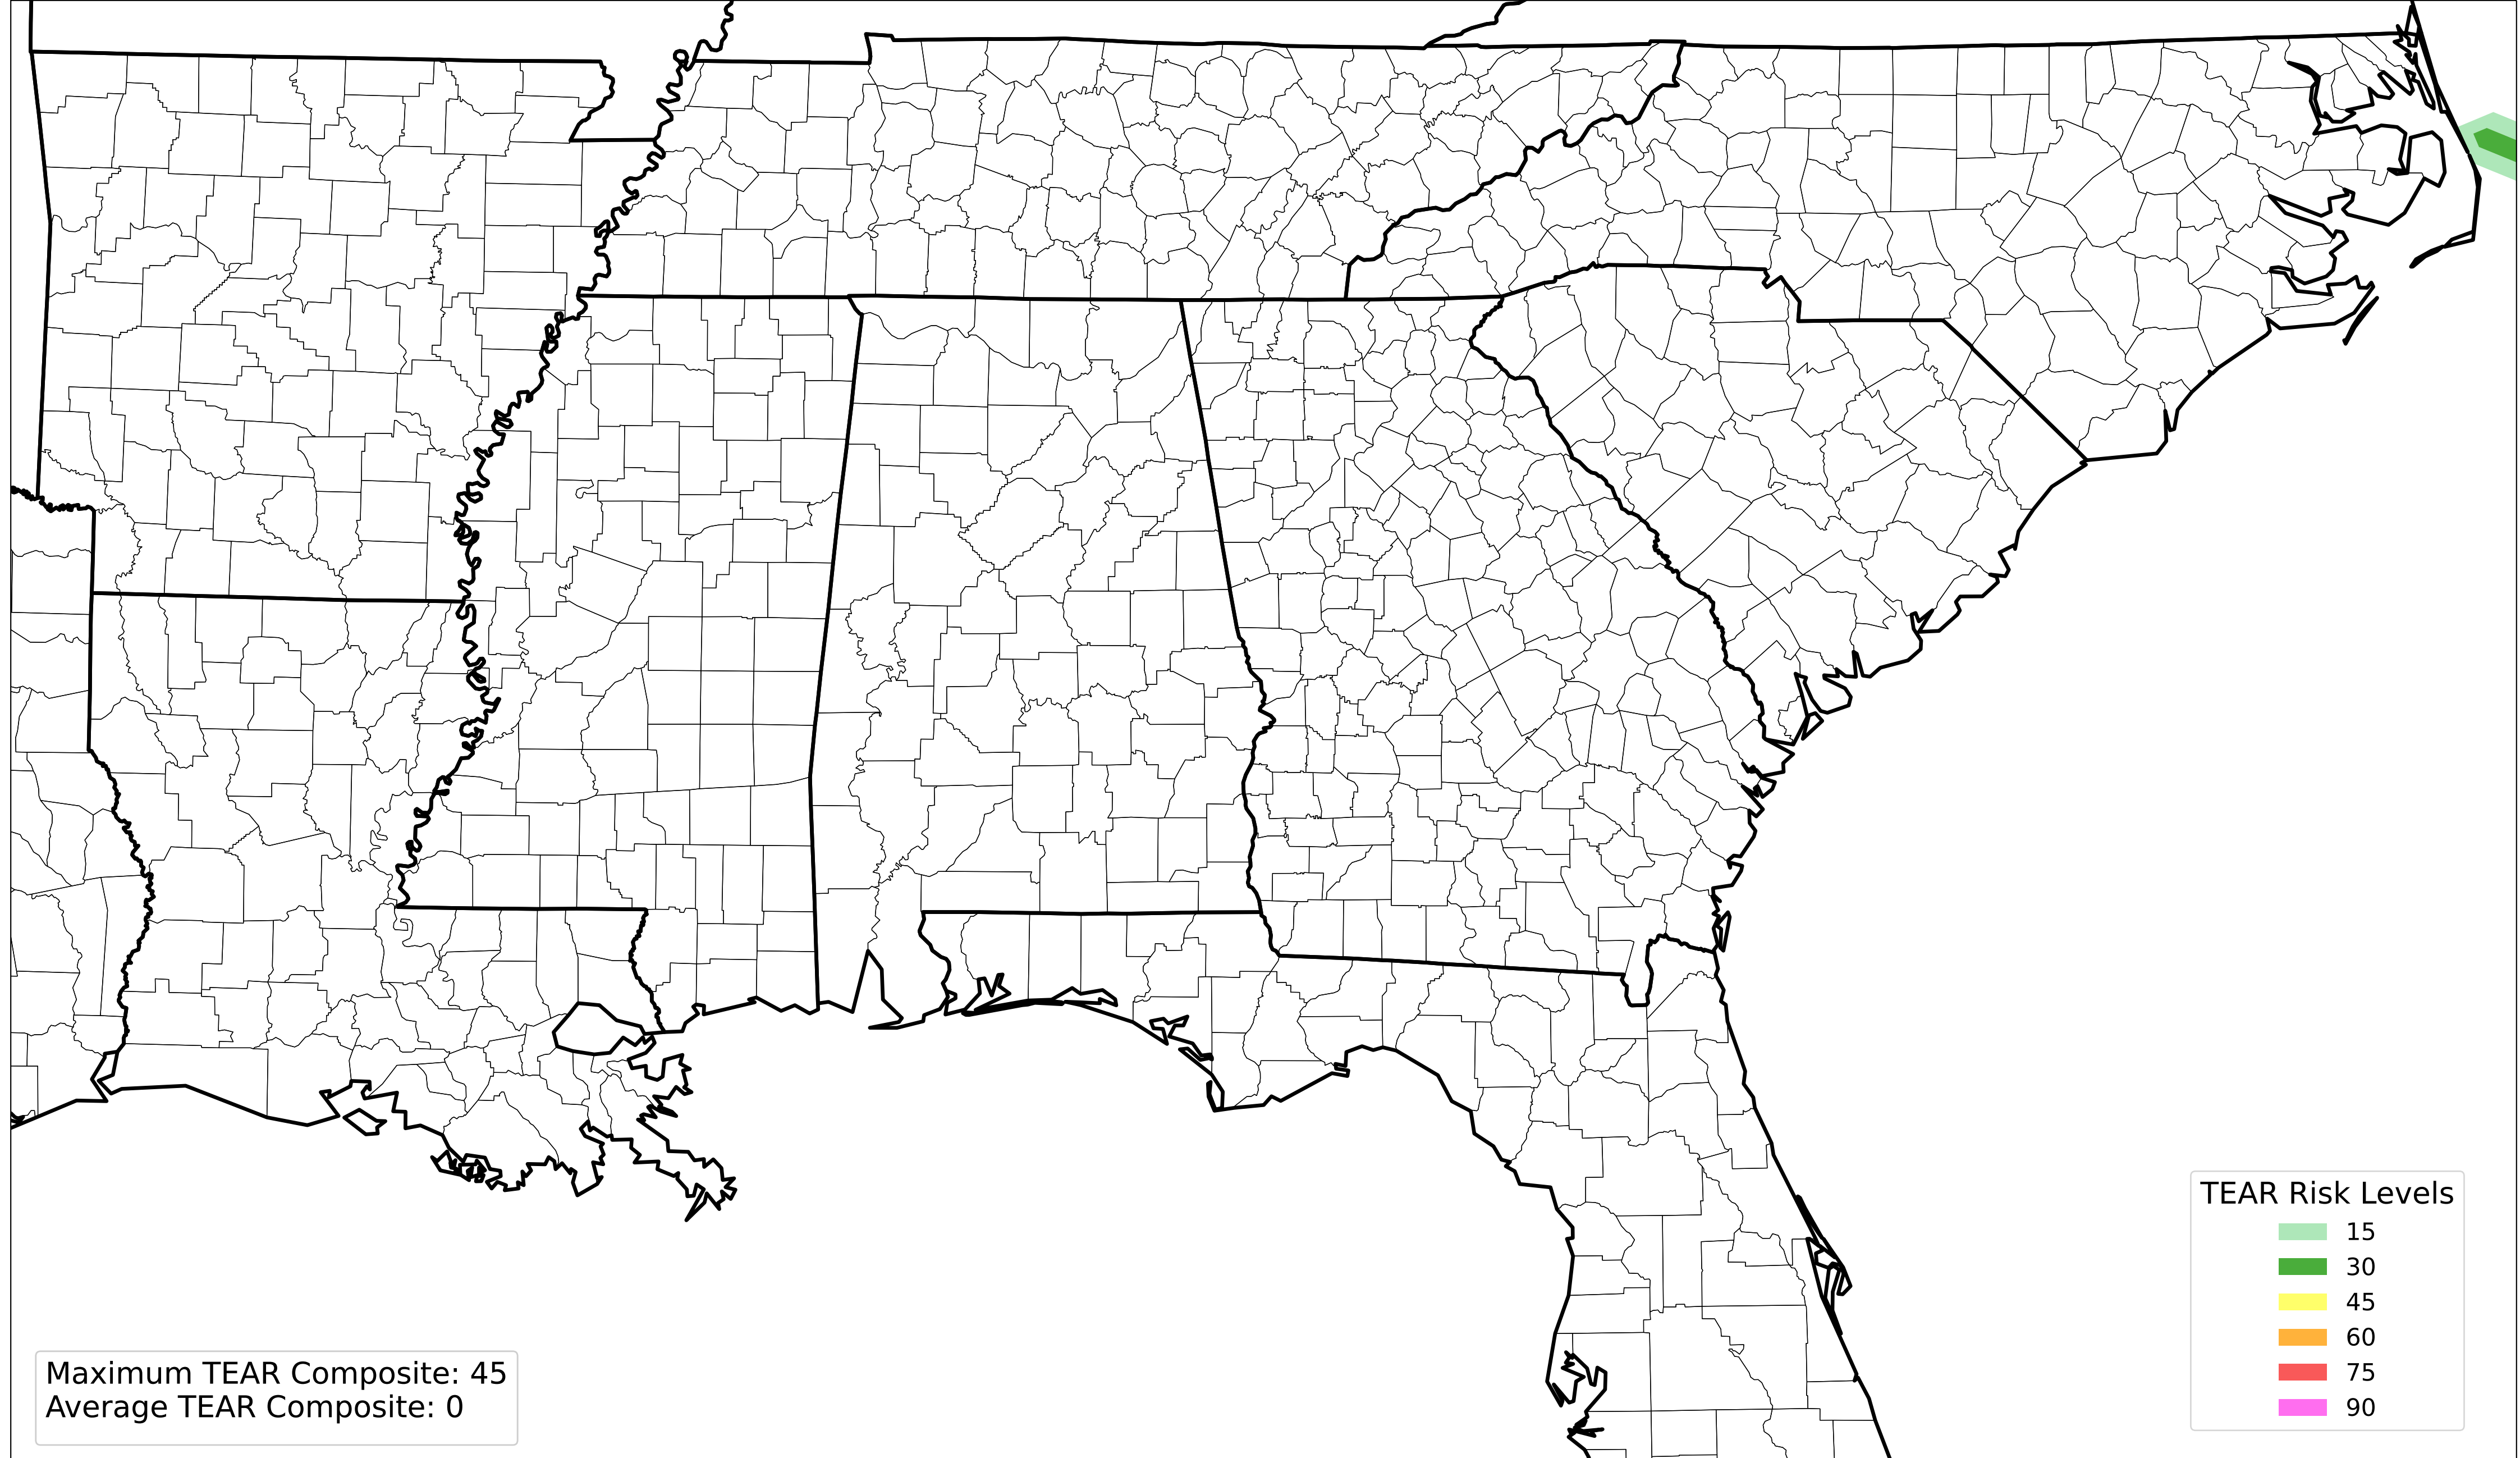 TEAR Risk Levels
15
30
45
60
75
90
Maximum TEAR Composite: 45
Average TEAR Composite: 0